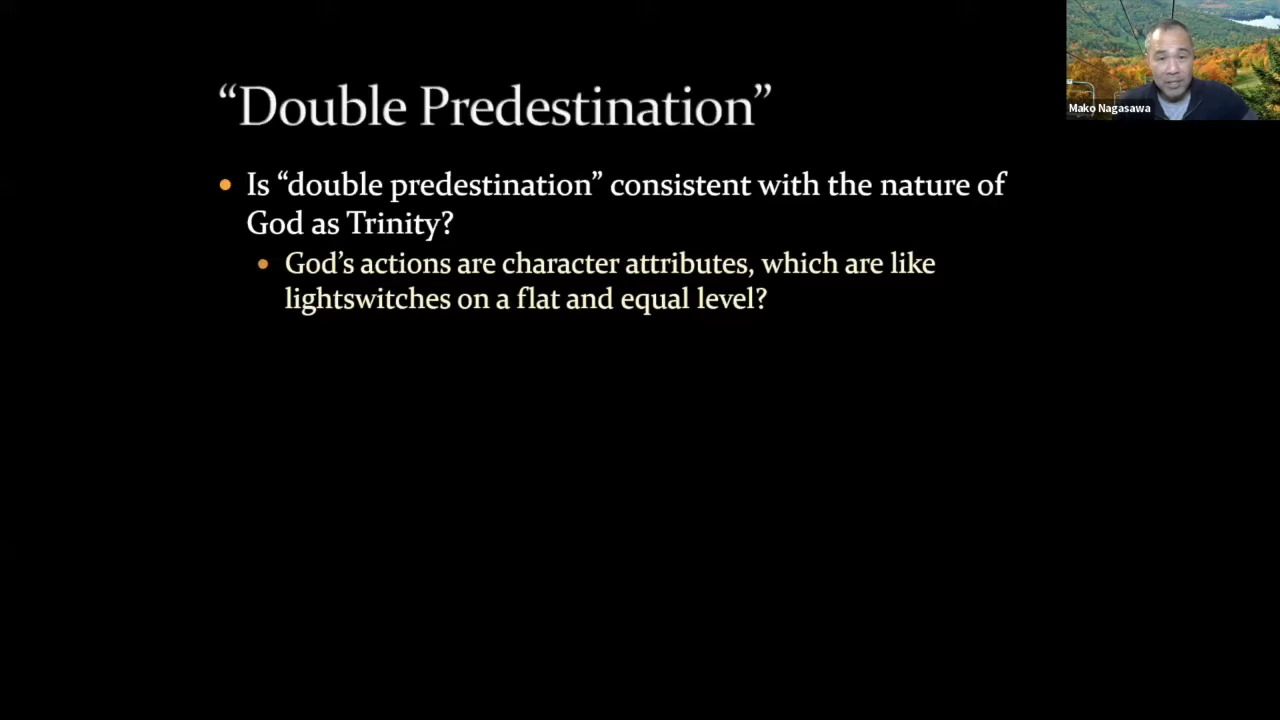 “Double Predestination”
Mako Nagasawa
Is “double predestination” consistent with the nature of
God as Trinity?
God’s actions are character attributes, which are like
lightswitches on a flat and equal level?